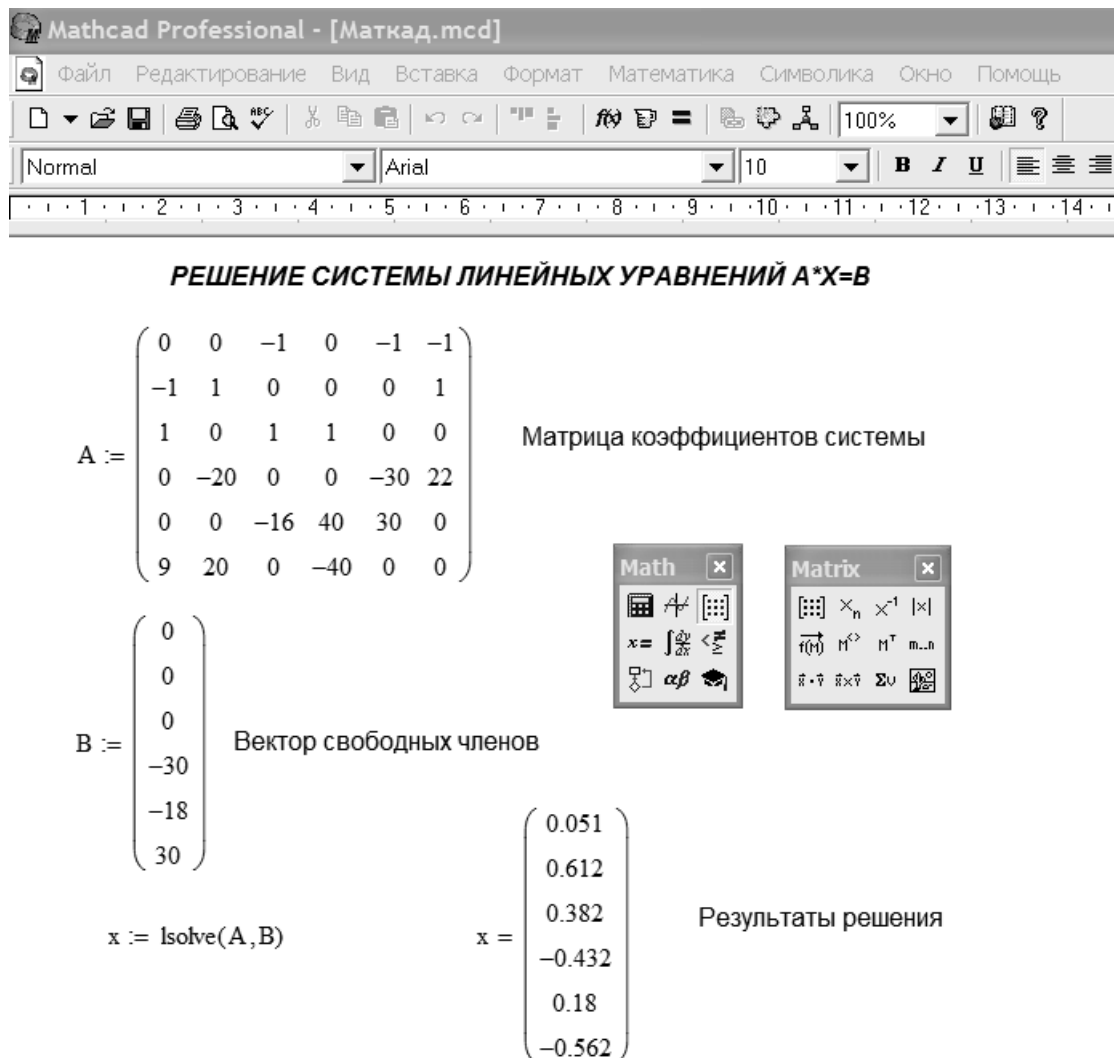 Mathcad Professional - [Маткад.mcd]
Файл Редактирование Вид Вставка Формат Математика Символика Окно Помощь
100%
Normal Arial 10 B I U
1 2 3 4 5 6 7 8 9 10 11 12 13 14
РЕШЕНИЕ СИСТЕМЫ ЛИНЕЙНЫХ УРАВНЕНИЙ A*X=B
0 0 −1 0 −1 −1
−1 1 0 0 0 1
1 0 1 1 0 0
A := Матрица коэффициентов системы
0 −20 0 0 −30 22
0 0 −16 40 30 0
9 20 0 −40 0 0
Math Matrix
0
0
0
B := Вектор свободных членов
−30
−18
30
x := lsolve(A,B)
x =
0.051
0.612
0.382
−0.432
0.18
−0.562
Результаты решения